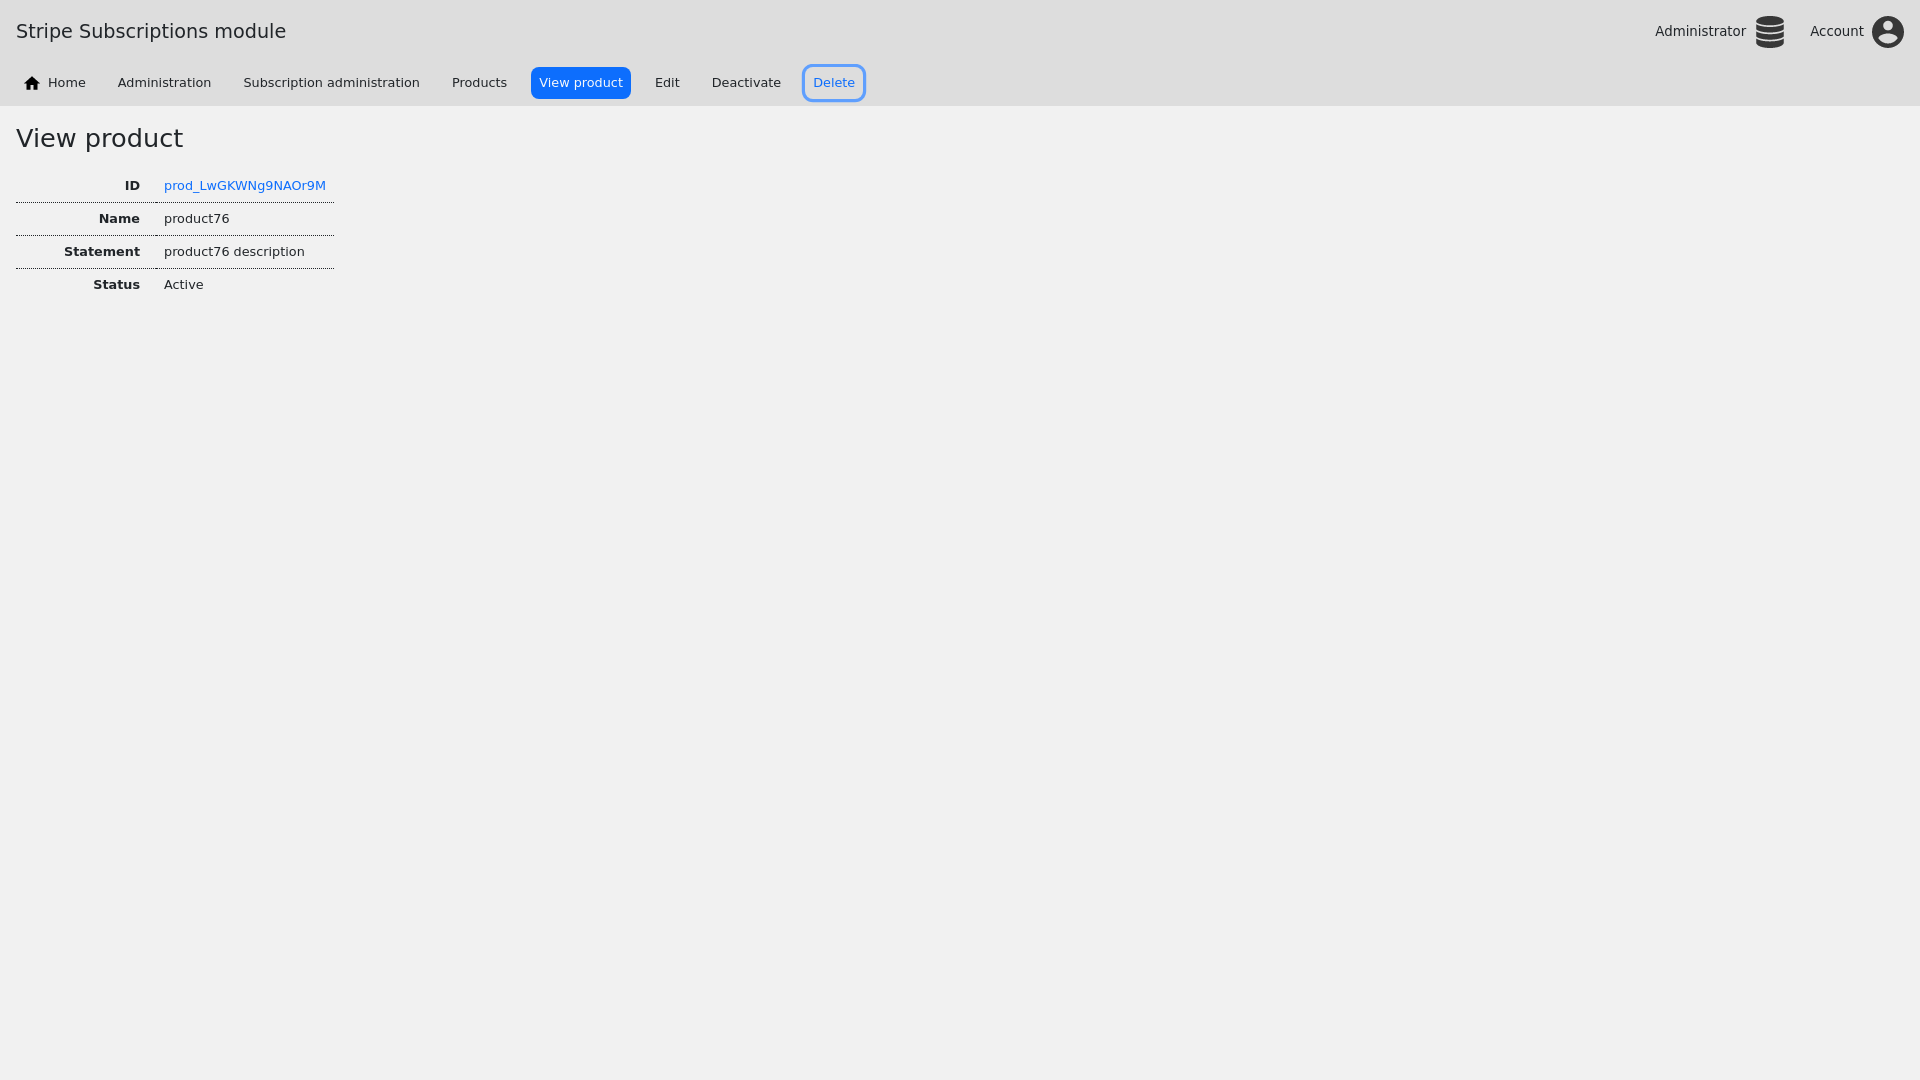 Stripe Subscriptions module
Administrator
Account
Home
Administration
Subscription administration
Products
View product
Edit
Deactivate
Delete
View product
ID prod_LwGKWNg9NAOr9M
Name product76
Statement product76 description
Status Active